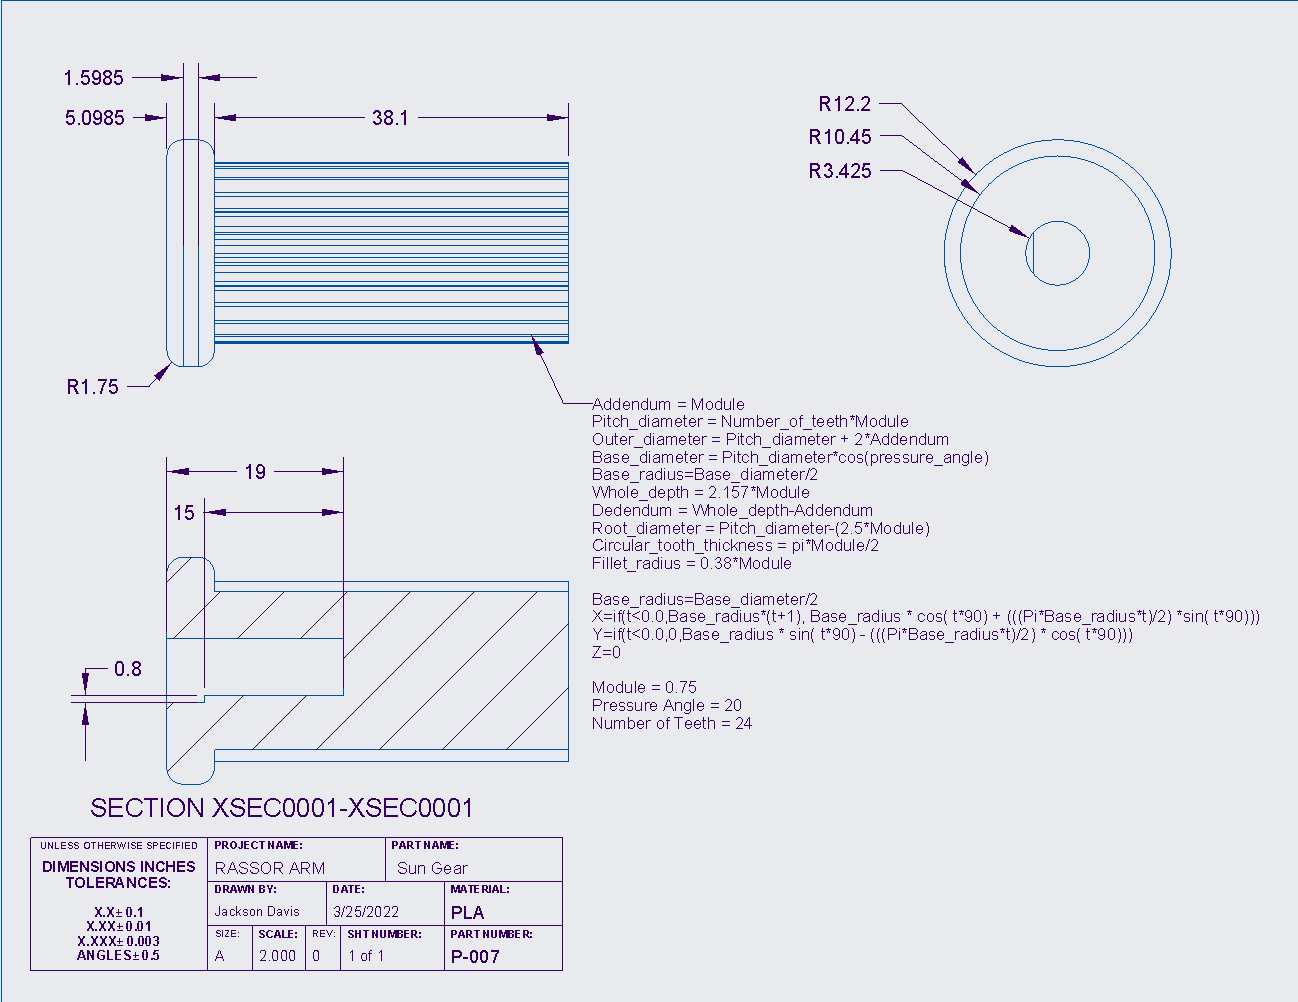 1.5985
5.0985
38.1
R1.75
R12.2
R10.45
R3.425
Addendum = Module
Pitch_diameter = Number_of_teeth*Module
Outer_diameter = Pitch_diameter + 2*Addendum
Base_diameter = Pitch_diameter*cos(pressure_angle)
Base_radius=Base_diameter/2
Whole_depth = 2.157*Module
Dedendum = Whole_depth-Addendum
Root_diameter = Pitch_diameter-(2.5*Module)
Circular_tooth_thickness = pi*Module/2
Fillet_radius = 0.38*Module
Base_radius=Base_diameter/2
X=if(t<0.0,Base_radius*(t+1), Base_radius * cos( t*90) + (((Pi*Base_radius*t)/2) *sin( t*90)))
Y=if(t<0.0,0,Base_radius * sin( t*90) - (((Pi*Base_radius*t)/2) * cos( t*90)))
Z=0
Module = 0.75
Pressure Angle = 20
Number of Teeth = 24
19
15
0.8
SECTION XSEC0001-XSEC0001
UNLESS OTHERWISE SPECIFIED
DIMENSIONS INCHES
TOLERANCES:
X.X± 0.1
X.XX± 0.01
X.XXX± 0.003
ANGLES± 0.5
PROJECT NAME:
RASSOR ARM
PART NAME:
Sun Gear
DRAWN BY:
Jackson Davis
DATE:
3/25/2022
MATERIAL:
PLA
SIZE:
A
SCALE:
2.000
REV:
0
SHT NUMBER:
1 of 1
PART NUMBER:
P-007